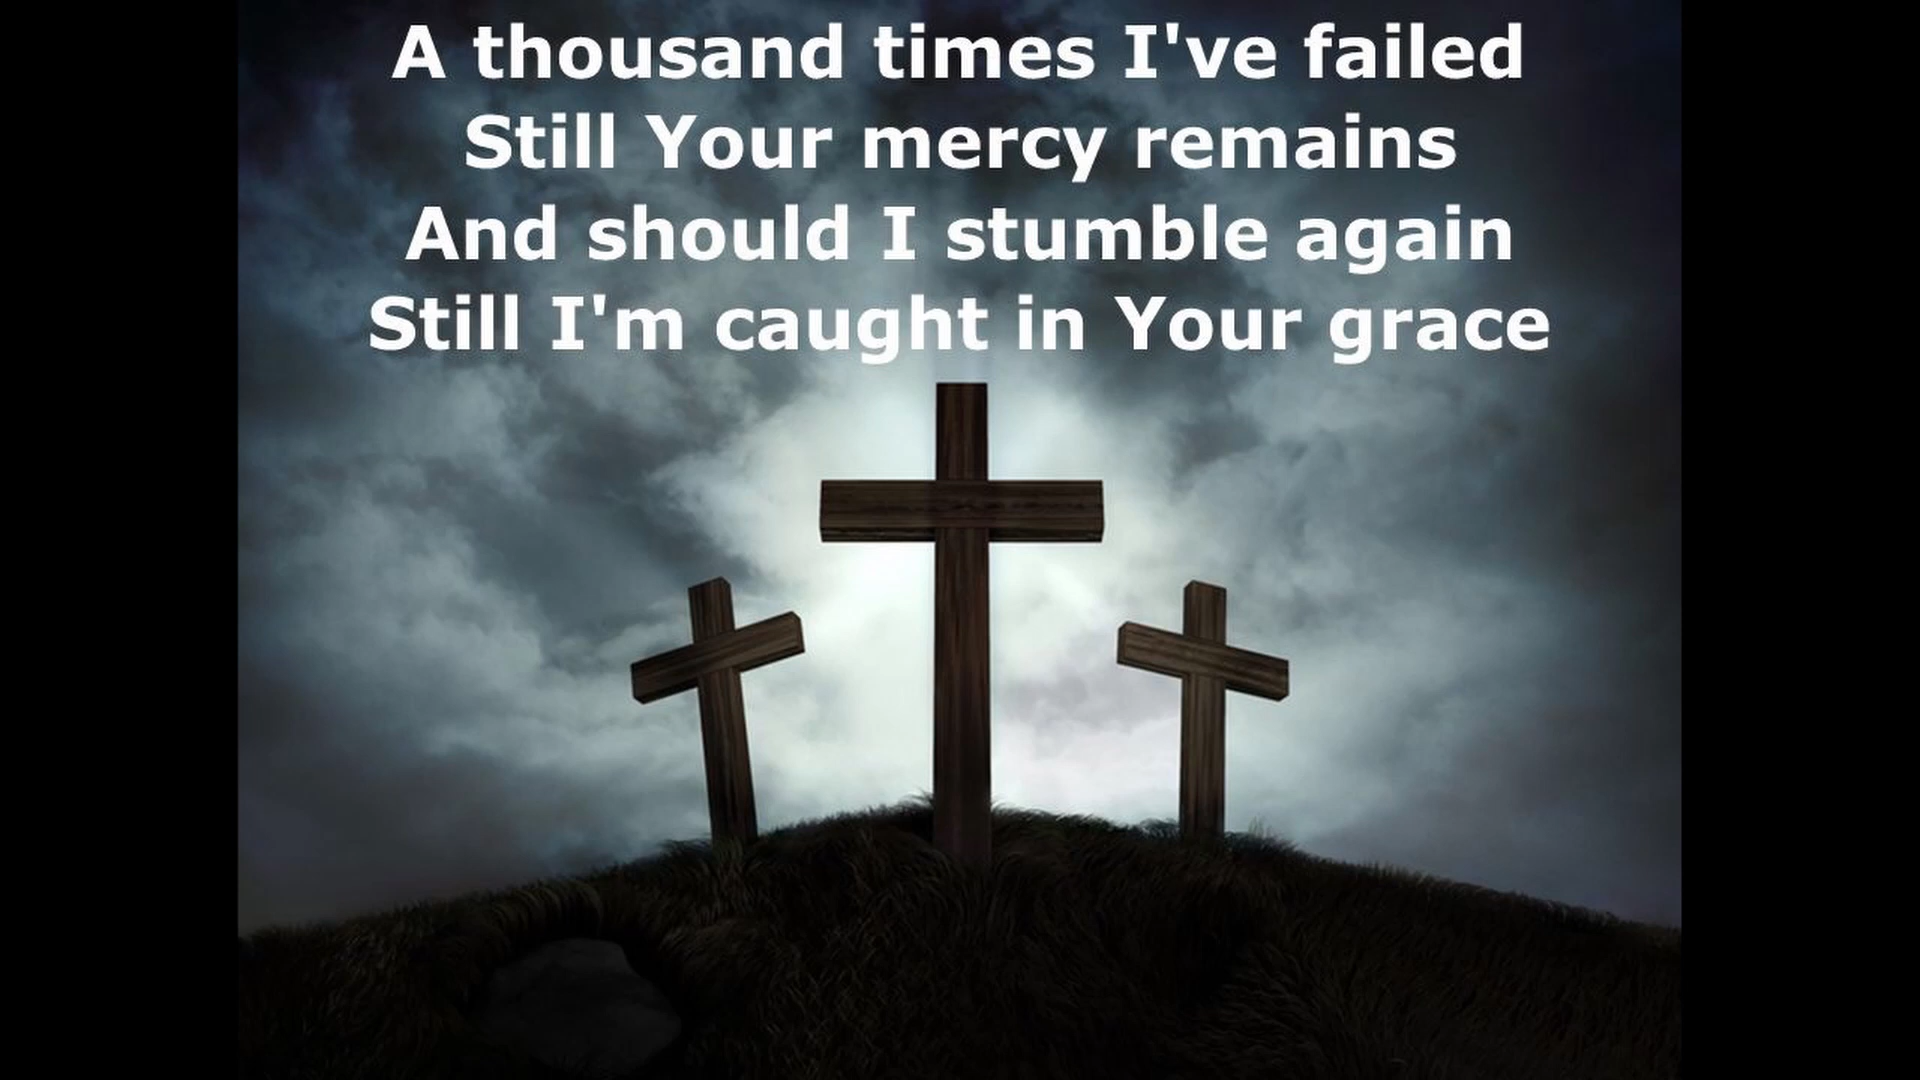 A thousand times I've failed
Still Your mercy remains
And should I stumble again
Still I'm caught in Your grace